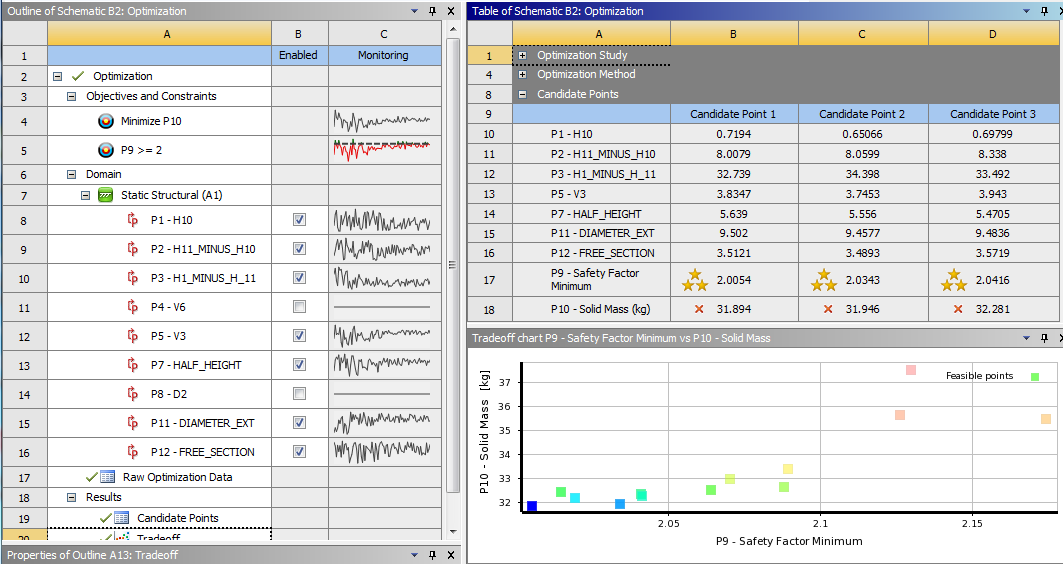 Outline of Schematic B2: Optimization
A B C
1 Enabled Monitoring
2 Optimization
3 Objectives and Constraints
4 Minimize P10
5 P9 >= 2
6 Domain
7 Static Structural (A1)
8 P1 - H10
9 P2 - H11_MINUS_H10
10 P3 - H1_MINUS_H_11
11 P4 - V6
12 P5 - V3
13 P7 - HALF_HEIGHT
14 P8 - D2
15 P11 - DIAMETER_EXT
16 P12 - FREE_SECTION
17 Raw Optimization Data
18 Results
19 Candidate Points
20 Tradeoff
Properties of Outline A13: Tradeoff
Table of Schematic B2: Optimization
A B C D
1 Optimization Study
4 Optimization Method
8 Candidate Points
9 Candidate Point 1 Candidate Point 2 Candidate Point 3
10 P1 - H10 0.7194 0.65066 0.69799
11 P2 - H11_MINUS_H10 8.0079 8.0599 8.338
12 P3 - H1_MINUS_H_11 32.739 34.398 33.492
13 P5 - V3 3.8347 3.7453 3.943
14 P7 - HALF_HEIGHT 5.639 5.556 5.4705
15 P11 - DIAMETER_EXT 9.502 9.4577 9.4836
16 P12 - FREE_SECTION 3.5121 3.4893 3.5719
17 P9 - Safety Factor
Minimum 2.0054 2.0343 2.0416
18 P10 - Solid Mass (kg) 31.894 31.946 32.281
Tradeoff chart P9 - Safety Factor Minimum vs P10 - Solid Mass
P10 - Solid Mass [kg]
37
36
35
34
33
32
Feasible points
2.05 2.1 2.15
P9 - Safety Factor Minimum